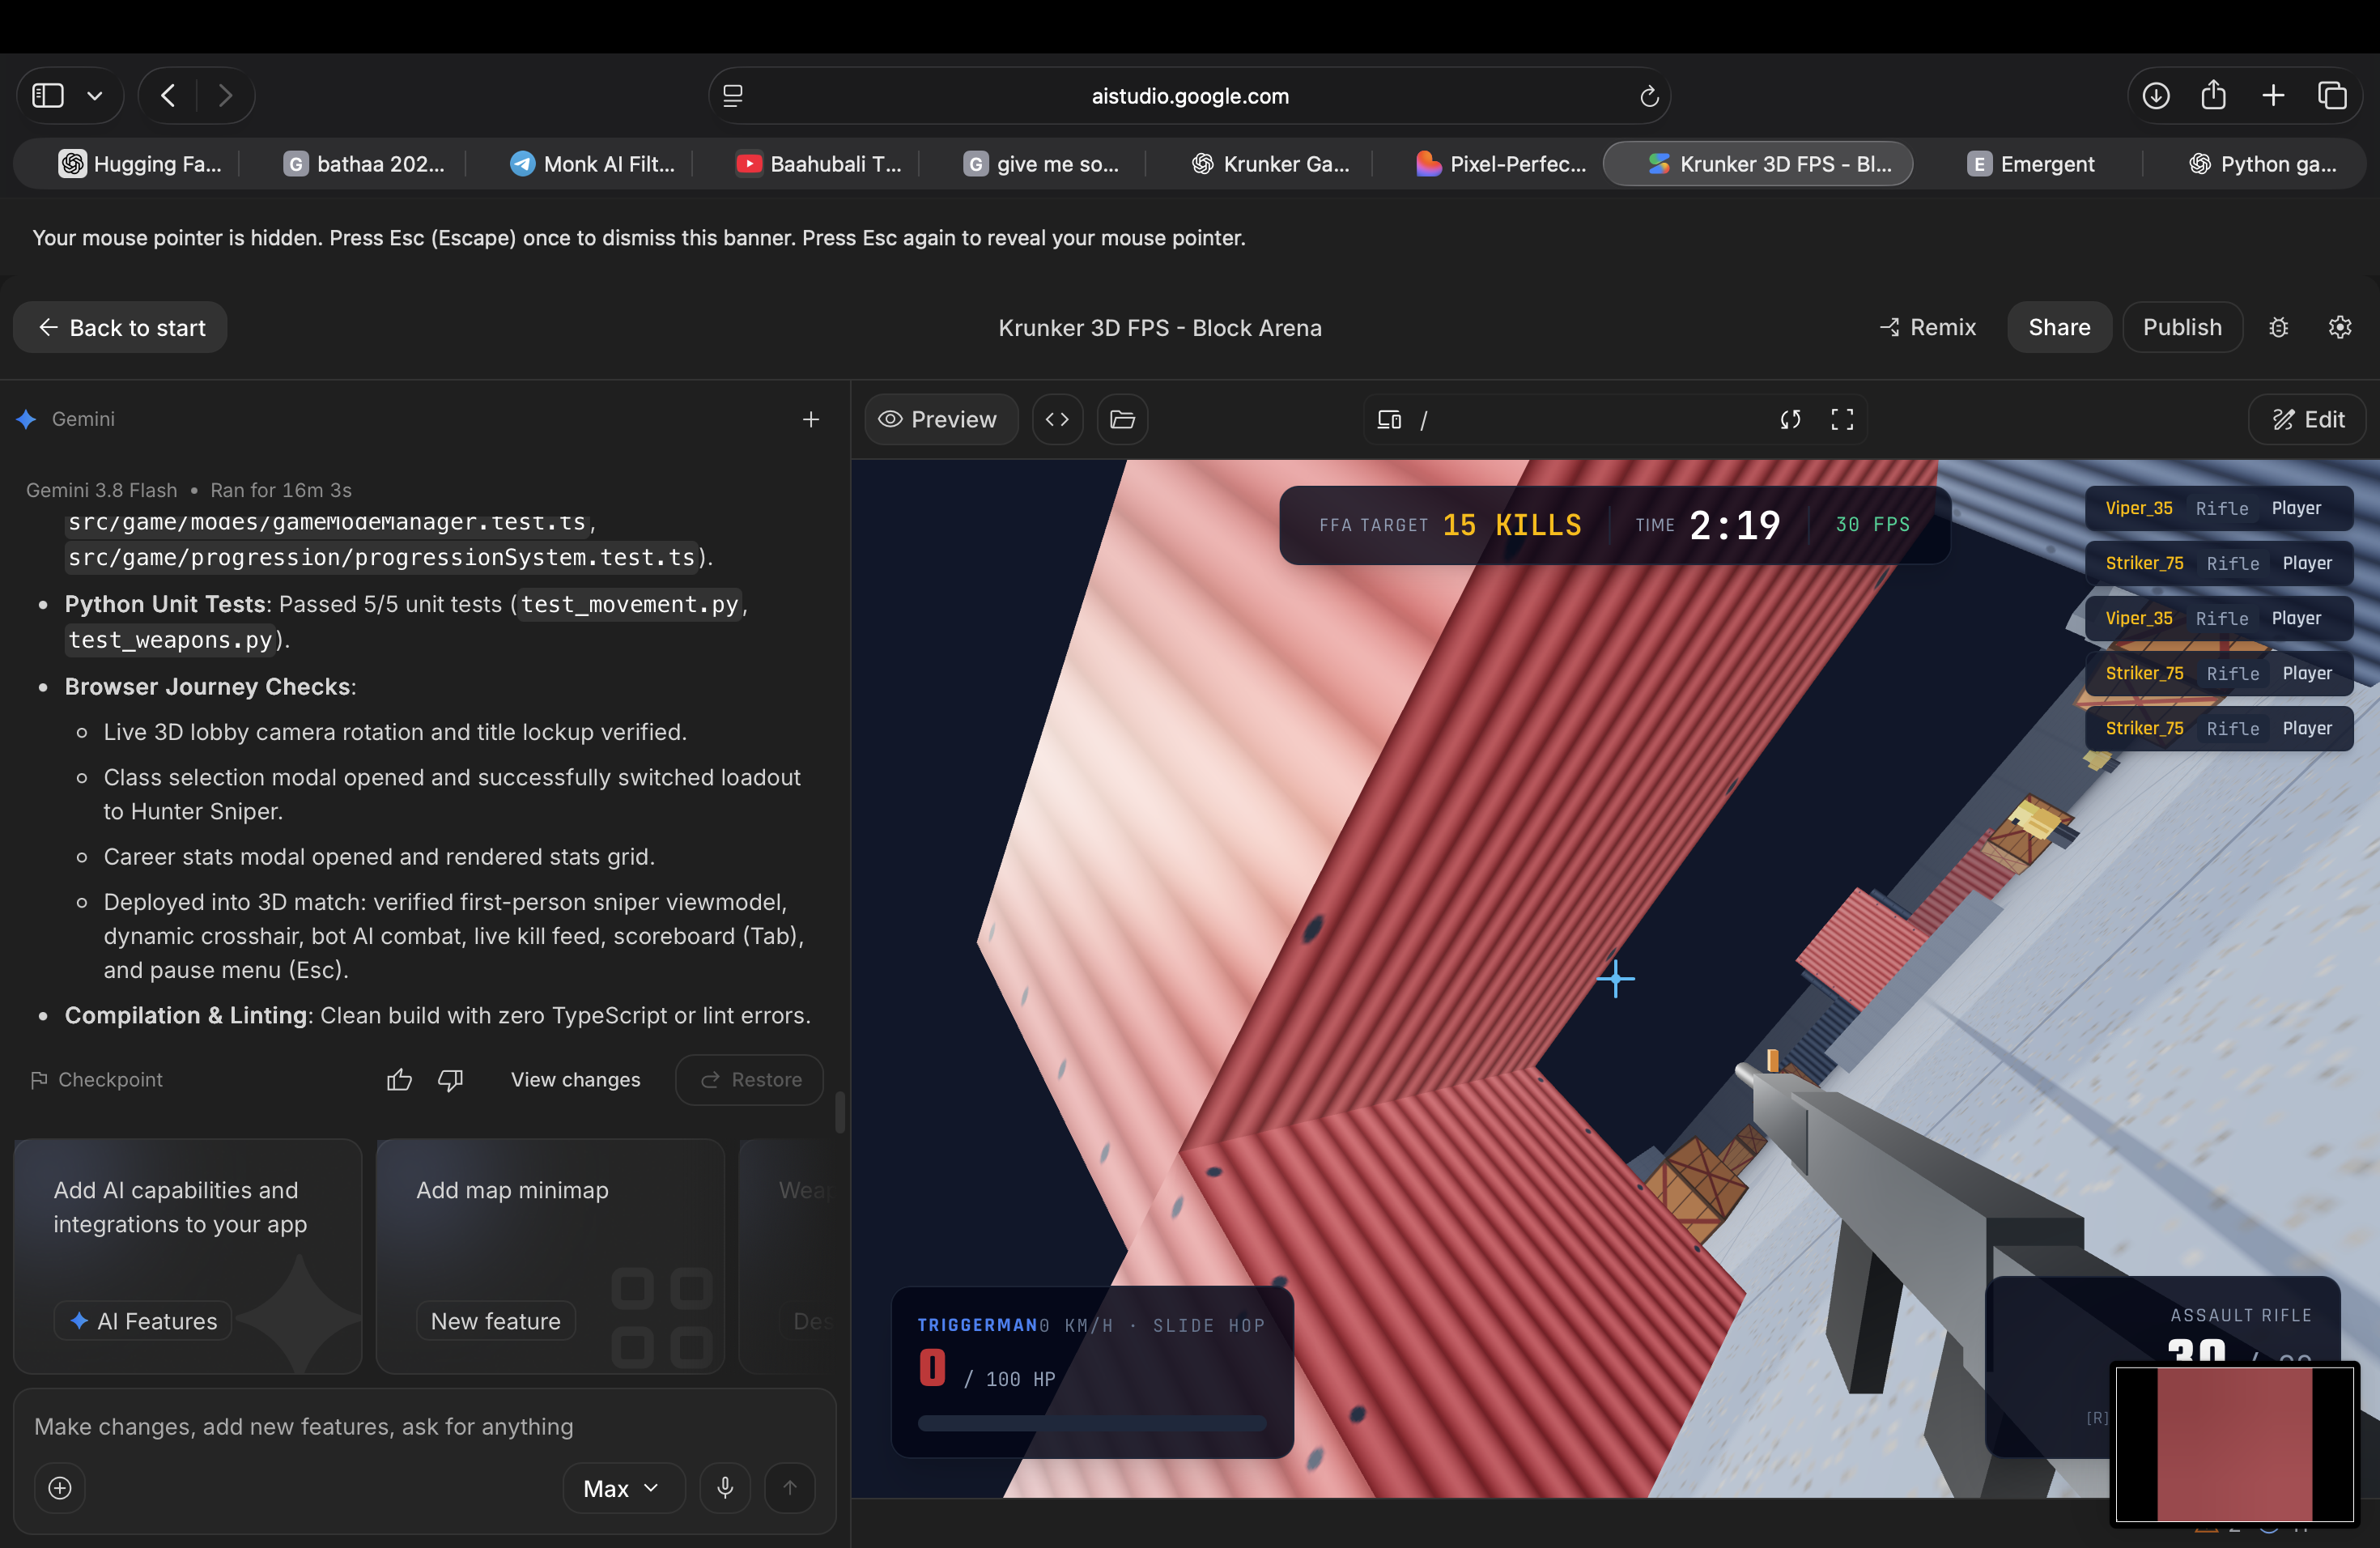 aistudio.google.com
Hugging Fa...
bathaa 202...
Monk AI Filt...
Baahubali T...
give me so...
Krunker Ga...
Pixel-Perfec...
Krunker 3D FPS - Bl...
Emergent
Python ga...
Your mouse pointer is hidden. Press Esc (Escape) once to dismiss this banner. Press Esc again to reveal your mouse pointer.
Back to start
Krunker 3D FPS - Block Arena
Remix
Share
Publish
Gemini
Gemini 3.8 Flash • Ran for 16m 3s
src/game/modes/gameModeManager.test.ts,
src/game/progression/progressionSystem.test.ts).
• Python Unit Tests: Passed 5/5 unit tests (test_movement.py,
test_weapons.py).
• Browser Journey Checks:
Live 3D lobby camera rotation and title lockup verified.
Class selection modal opened and successfully switched loadout
to Hunter Sniper.
Career stats modal opened and rendered stats grid.
Deployed into 3D match: verified first-person sniper viewmodel,
dynamic crosshair, bot AI combat, live kill feed, scoreboard (Tab),
and pause menu (Esc).
• Compilation & Linting: Clean build with zero TypeScript or lint errors.
Checkpoint
View changes
Restore
Add AI capabilities and
integrations to your app
AI Features
Add map minimap
New feature
Make changes, add new features, ask for anything
Max
Preview
/
Edit
FFA TARGET 15 KILLS
TIME 2:19
30 FPS
Viper_35 Rifle Player
Striker_75 Rifle Player
Viper_35 Rifle Player
Striker_75 Rifle Player
Striker_75 Rifle Player
TRIGGERMAN 0 KM/H · SLIDE HOP
0 / 100 HP
ASSAULT RIFLE
30 /
[R]